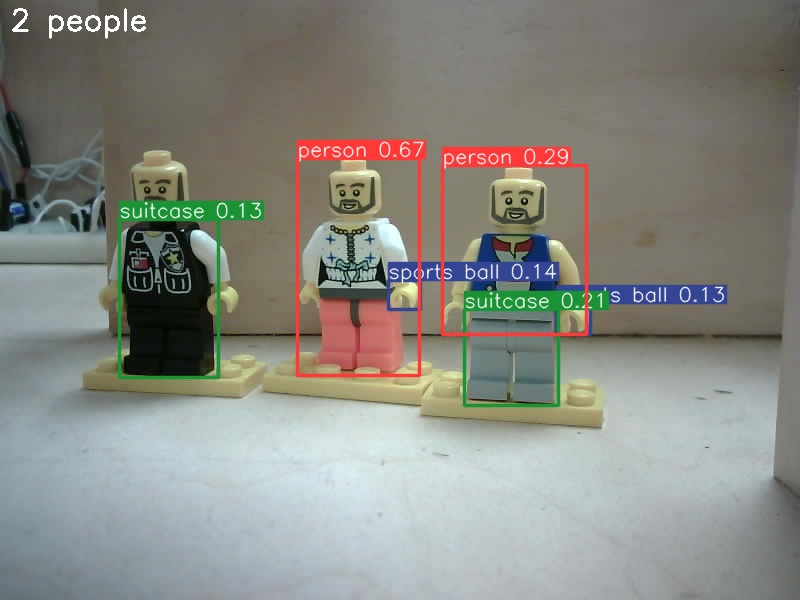 2 people
person 0.67
person 0.29
suitcase 0.13
sports ball 0.14
s ball 0.13
suitcase 0.21